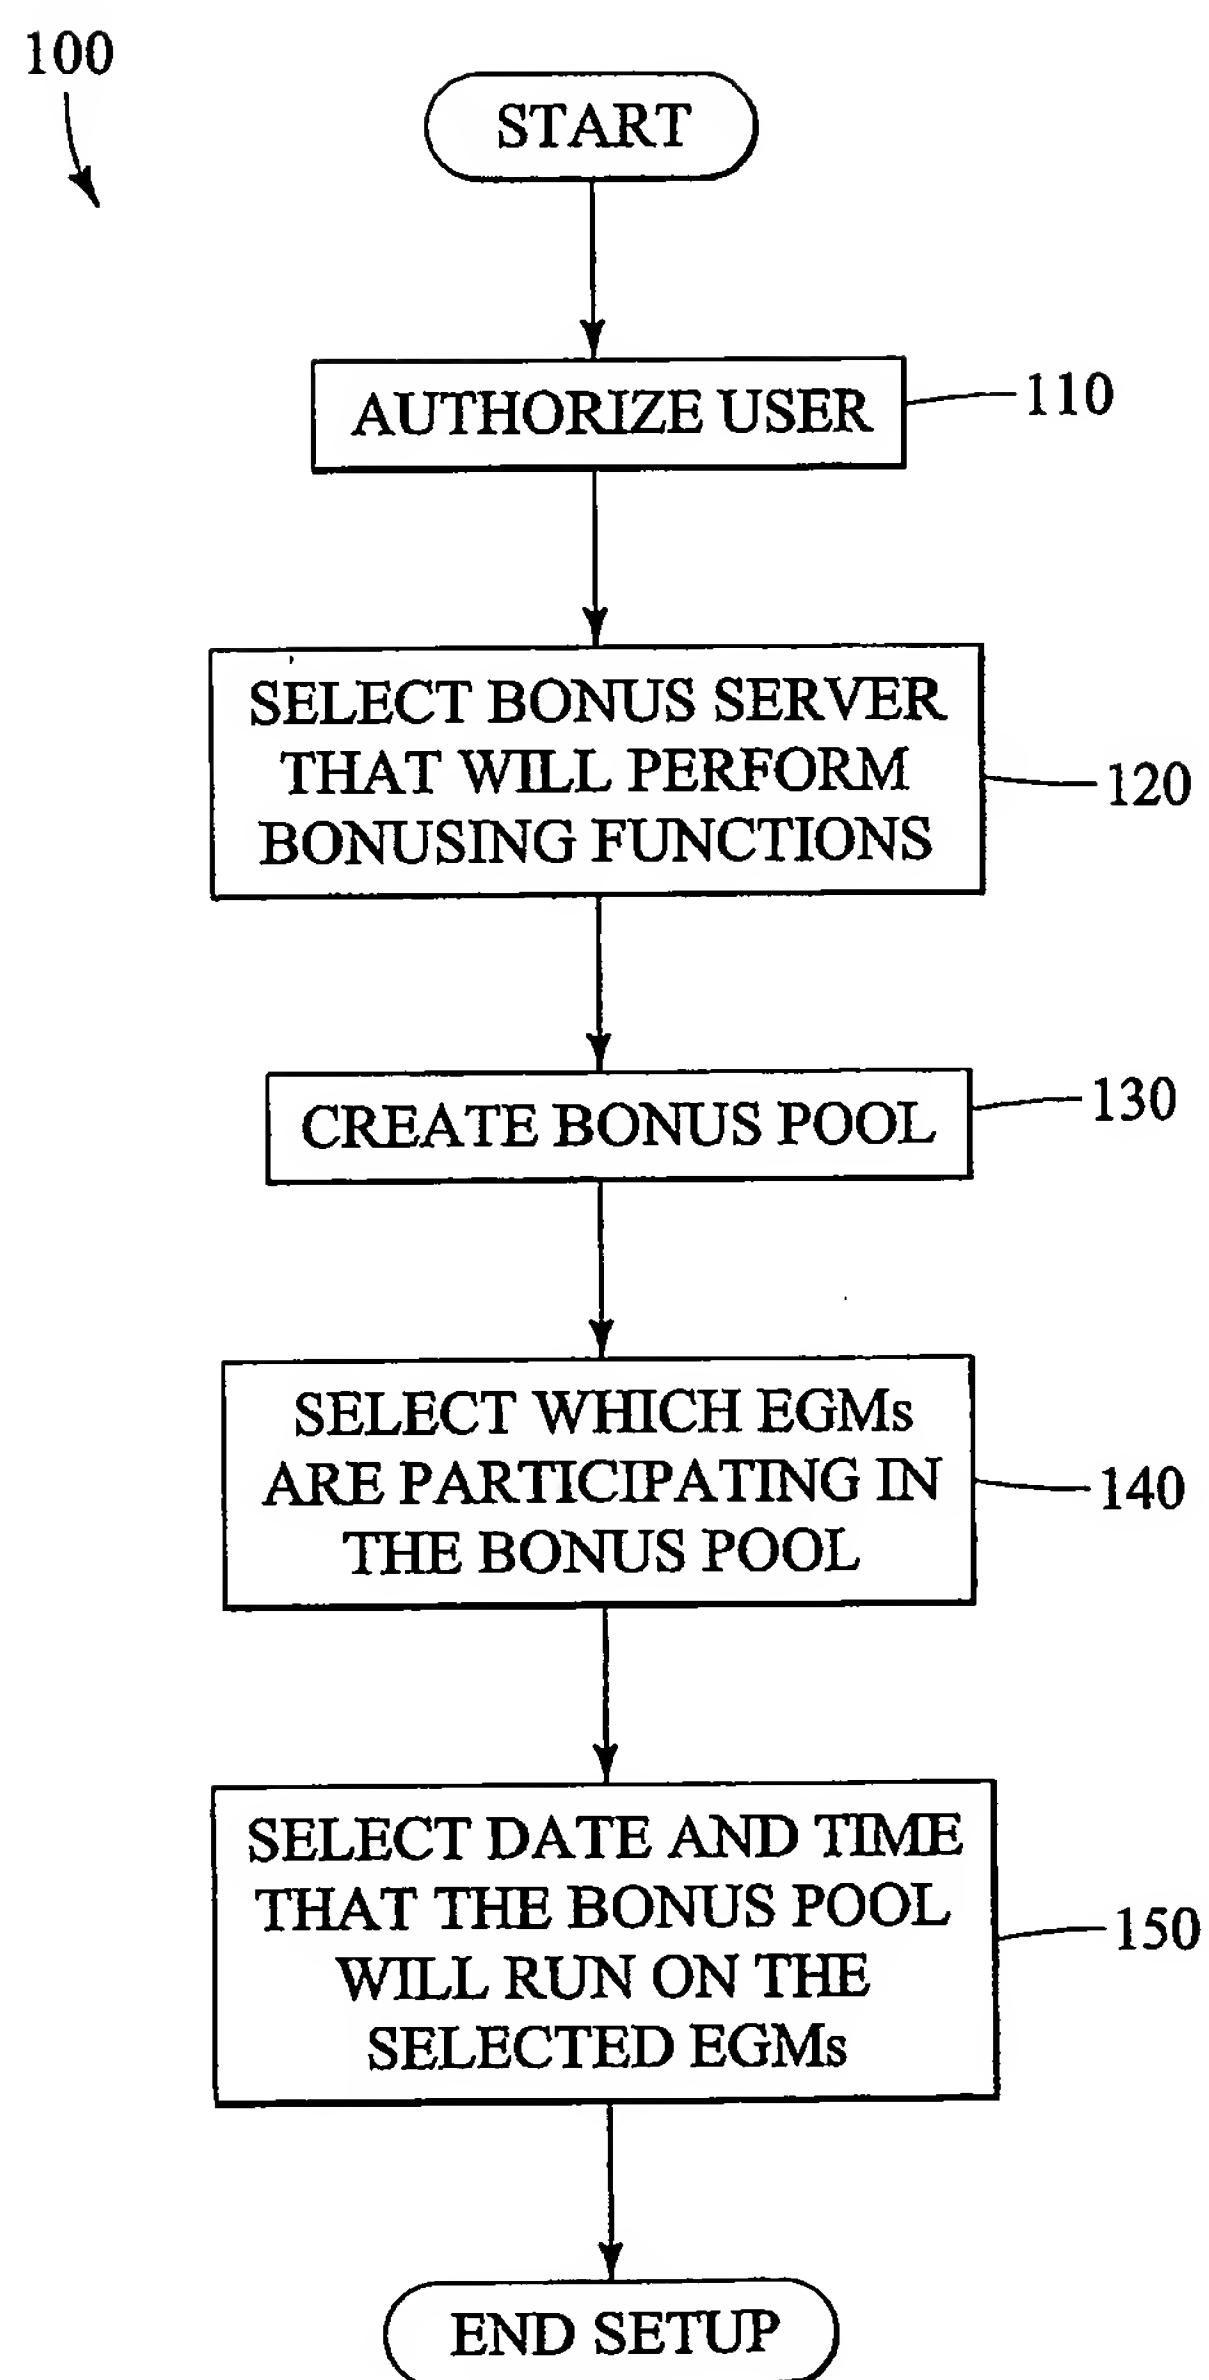 100
START
AUTHORIZE USER
110
SELECT BONUS SERVER
THAT WILL PERFORM
BONUSING FUNCTIONS
120
CREATE BONUS POOL
130
SELECT WHICH EGMs
ARE PARTICIPATING IN
THE BONUS POOL
140
SELECT DATE AND TIME
THAT THE BONUS POOL
WILL RUN ON THE
SELECTED EGMs
150
END SETUP